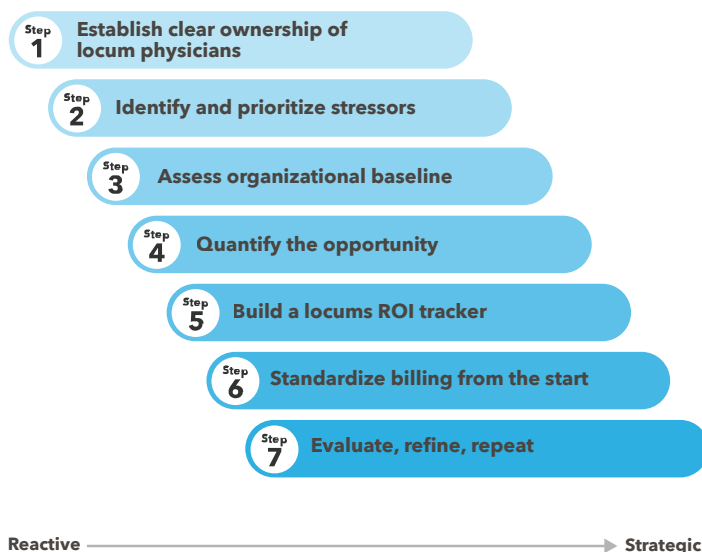 Step
1
Establish clear ownership of
locum physicians
Step
2
Identify and prioritize stressors
Step
3
Assess organizational baseline
Step
4
Quantify the opportunity
Step
5
Build a locums ROI tracker
Step
6
Standardize billing from the start
Step
7
Evaluate, refine, repeat
Reactive
Strategic